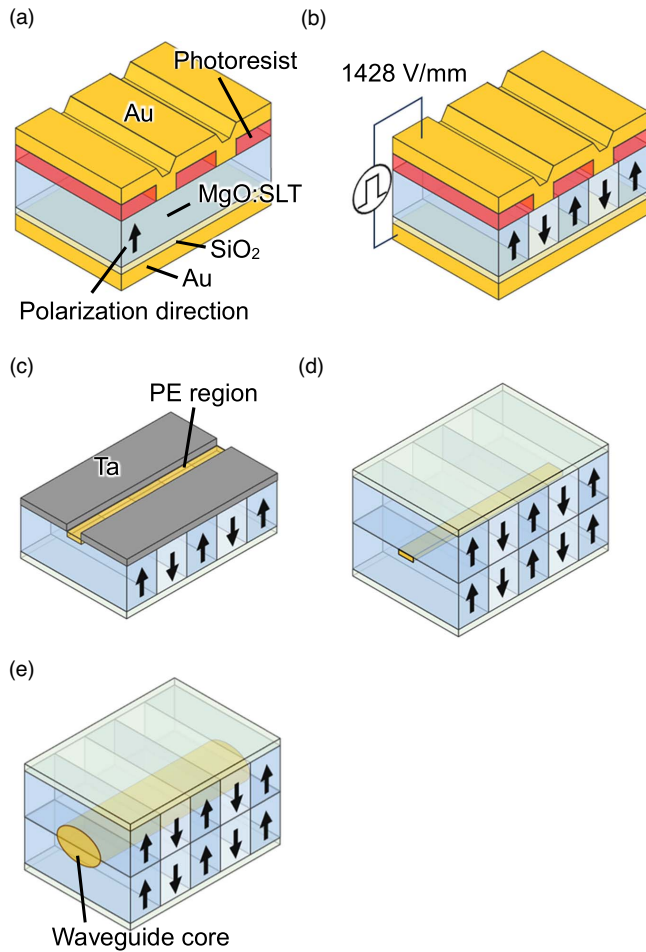 (a)
Photoresist
Au
MgO:SLT
SiO₂
Au
Polarization direction
(b)
1428 V/mm
(c)
PE region
Ta
(d)
(e)
Waveguide core